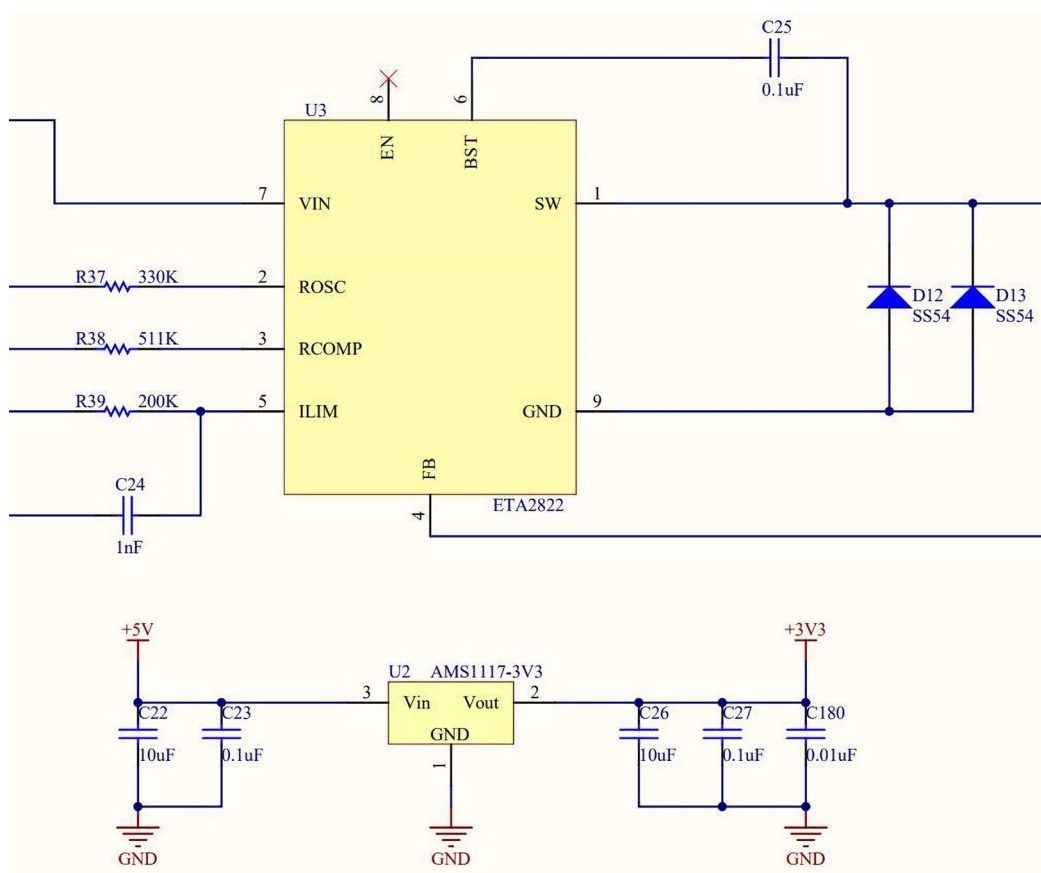 C25
0.1uF
U3
8
EN
6
BST
7
VIN
SW
1
R37
330K
2
ROSC
D12
SS54
D13
SS54
R38
511K
3
RCOMP
R39
200K
5
ILIM
GND
9
FB
4
ETA2822
C24
1nF
+5V
+3V3
U2
AMS1117-3V3
3
Vin
Vout
2
GND
1
C22
10uF
C23
0.1uF
C26
10uF
C27
0.1uF
C180
0.01uF
GND
GND
GND